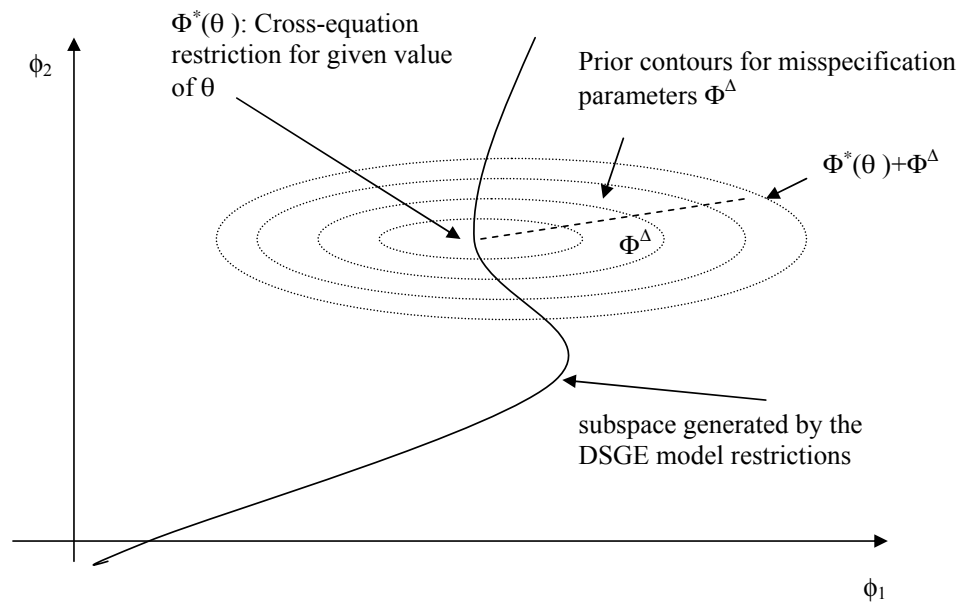 Φ*(θ ): Cross-equation
restriction for given value
of θ
ϕ₂
Prior contours for misspecification
parameters Φ^Δ
Φ*(θ )+Φ^Δ
Φ^Δ
subspace generated by the
DSGE model restrictions
ϕ₁